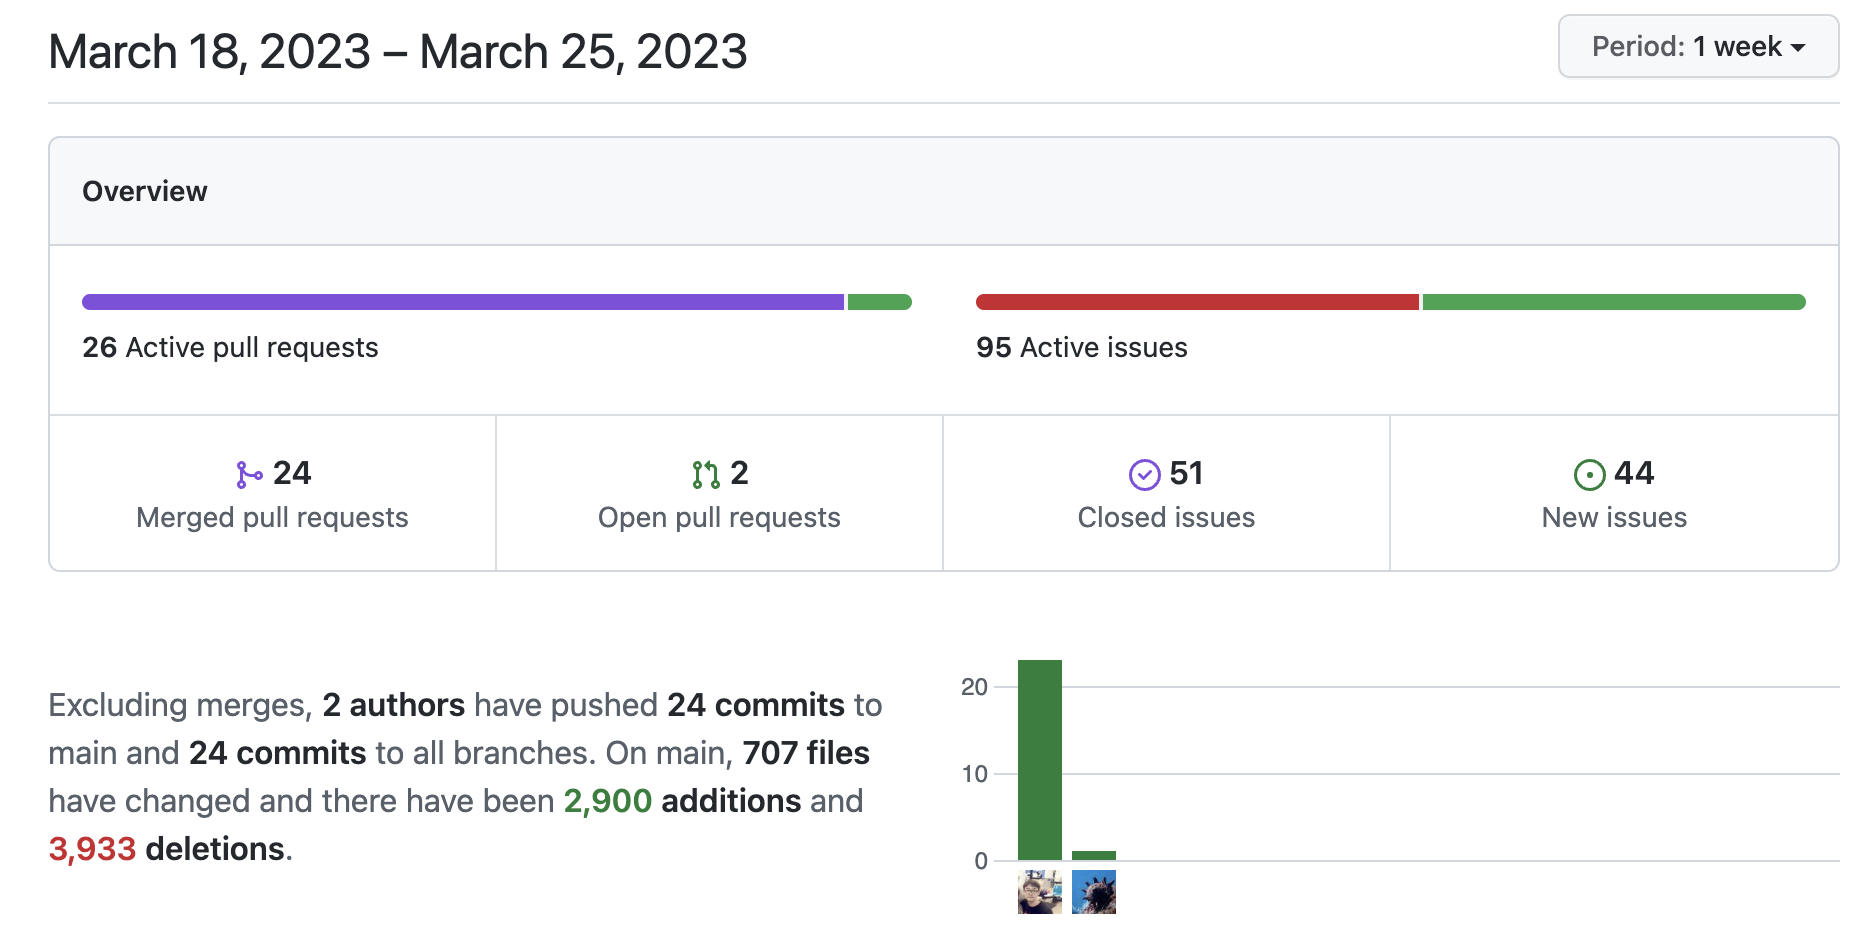 March 18, 2023 – March 25, 2023
Period: 1 week
Overview
26 Active pull requests
95 Active issues
24
Merged pull requests
2
Open pull requests
51
Closed issues
44
New issues
Excluding merges, 2 authors have pushed 24 commits to
main and 24 commits to all branches. On main, 707 files
have changed and there have been 2,900 additions and
3,933 deletions.
20
10
0